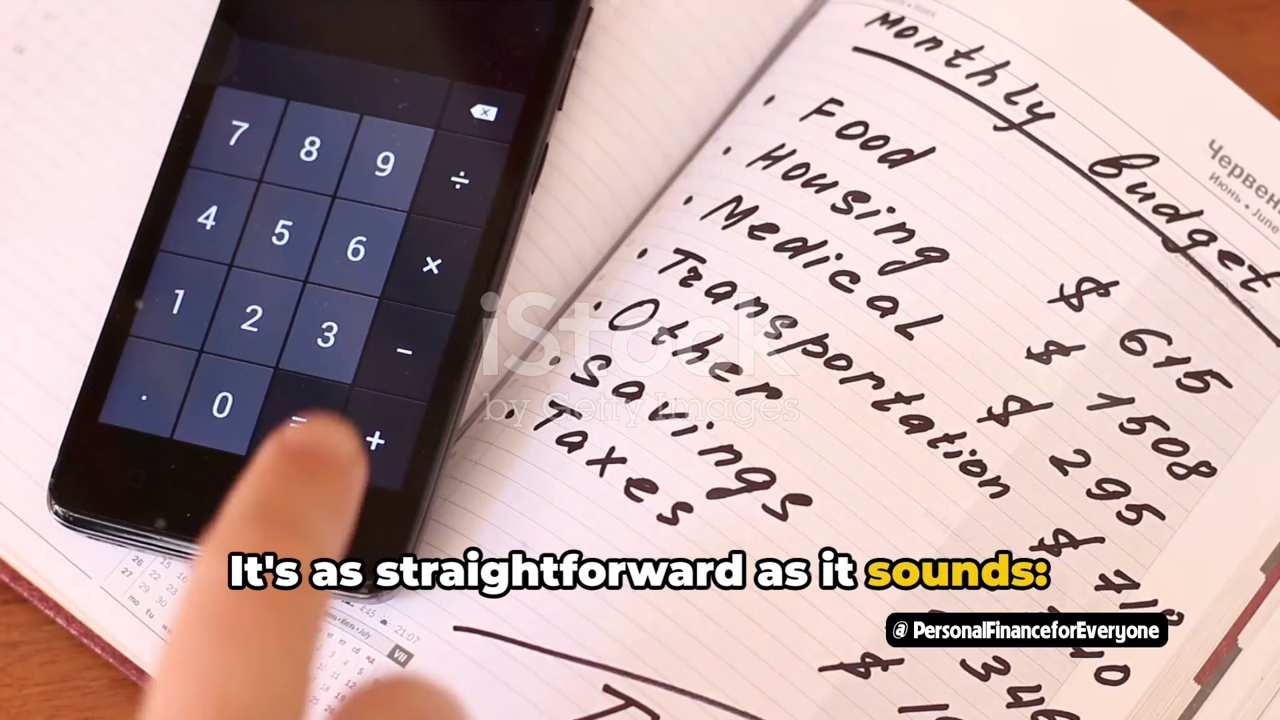 Monthly Budget
Червень
Июнь • June
• Food $ 615
• Housing $ 1508
• Medical $ 295
• Transportation
• Other
• Savings
• Taxes
7 8 9 ÷
4 5 6 ×
1 2 3 −
. 0 = +
iStock
by Getty Images
It's as straightforward as it sounds:
@ PersonalFinanceforEveryone
VII